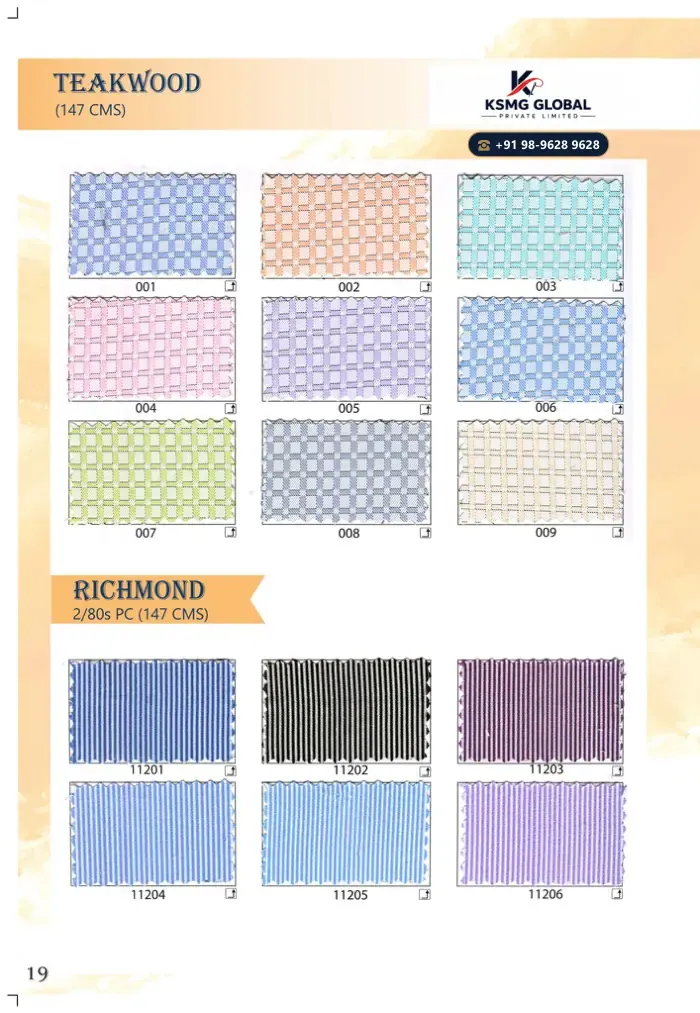 TEAKWOOD
(147 CMS)
KSMG GLOBAL
PRIVATE LIMITED
+91 98-9628 9628
001
002
003
004
005
006
007
008
009
RICHMOND
2/80s PC (147 CMS)
11201
11202
11203
11204
11205
11206
19